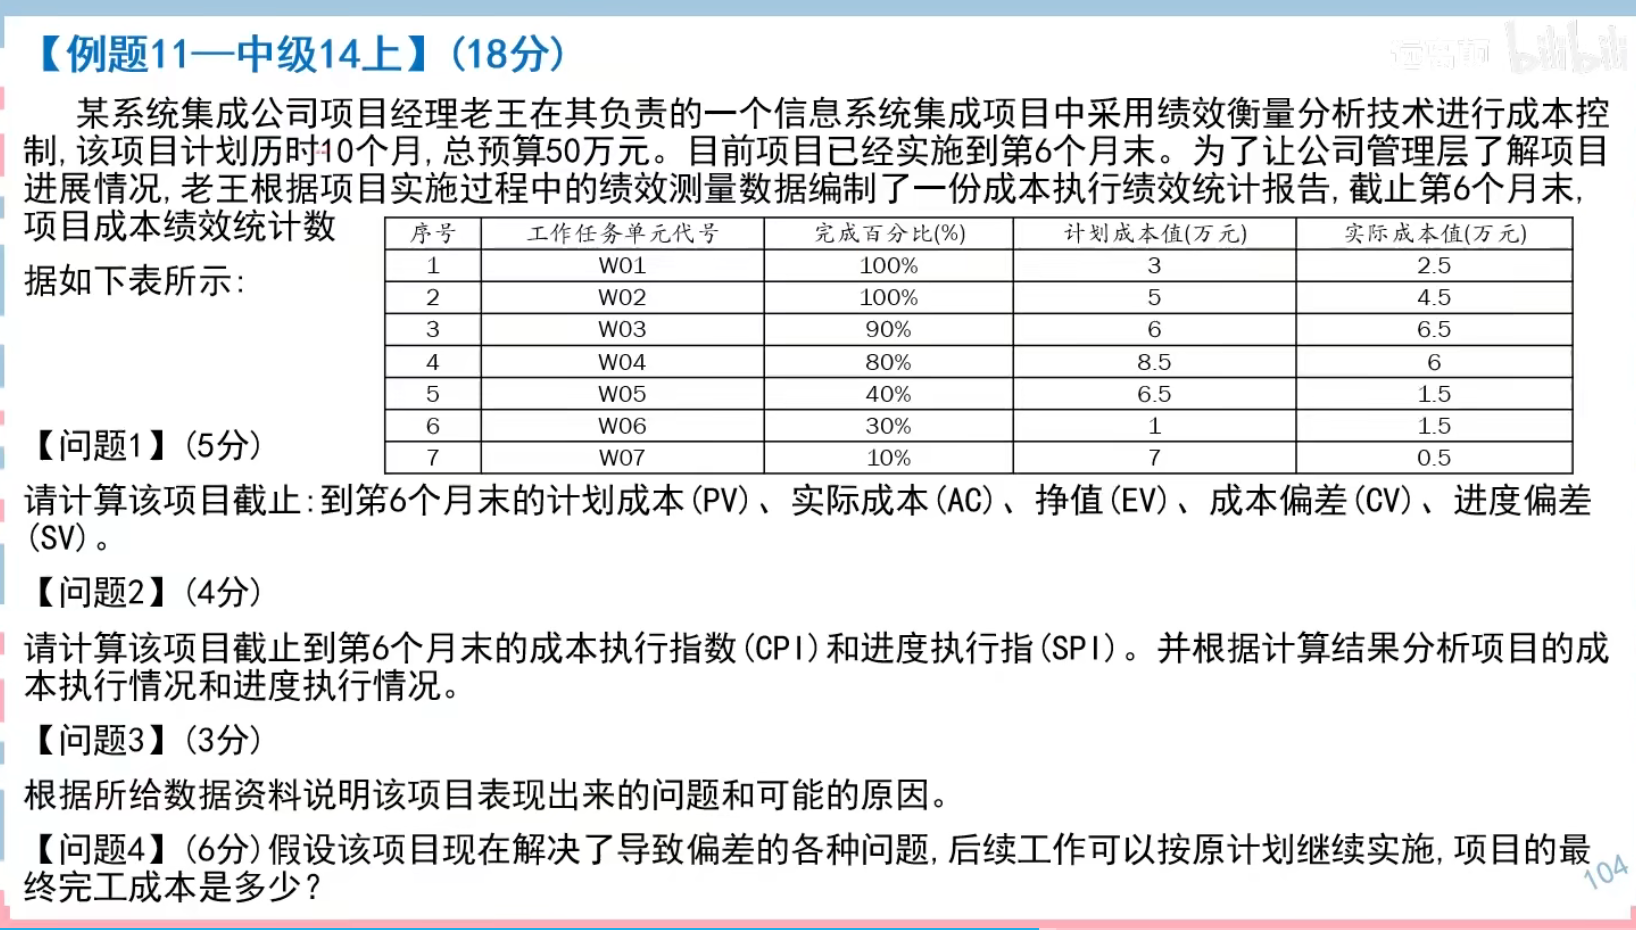 【例题11—中级14上】(18分)
某系统集成公司项目经理老王在其负责的一个信息系统集成项目中采用绩效衡量分析技术进行成本控
制,该项目计划历时10个月,总预算50万元。目前项目已经实施到第6个月末。为了让公司管理层了解项目
进展情况,老王根据项目实施过程中的绩效测量数据编制了一份成本执行绩效统计报告,截止第6个月末,
项目成本绩效统计数
据如下表所示:
序号 工作任务单元代号 完成百分比(%) 计划成本值(万元) 实际成本值(万元)
1 W01 100% 3 2.5
2 W02 100% 5 4.5
3 W03 90% 6 6.5
4 W04 80% 8.5 6
5 W05 40% 6.5 1.5
6 W06 30% 1 1.5
7 W07 10% 7 0.5
【问题1】(5分)
请计算该项目截止:到第6个月末的计划成本(PV)、实际成本(AC)、挣值(EV)、成本偏差(CV)、进度偏差
(SV)。
【问题2】(4分)
请计算该项目截止到第6个月末的成本执行指数(CPI)和进度执行指(SPI)。并根据计算结果分析项目的成
本执行情况和进度执行情况。
【问题3】(3分)
根据所给数据资料说明该项目表现出来的问题和可能的原因。
【问题4】(6分)假设该项目现在解决了导致偏差的各种问题,后续工作可以按原计划继续实施,项目的最
终完工成本是多少?
104
bilibili